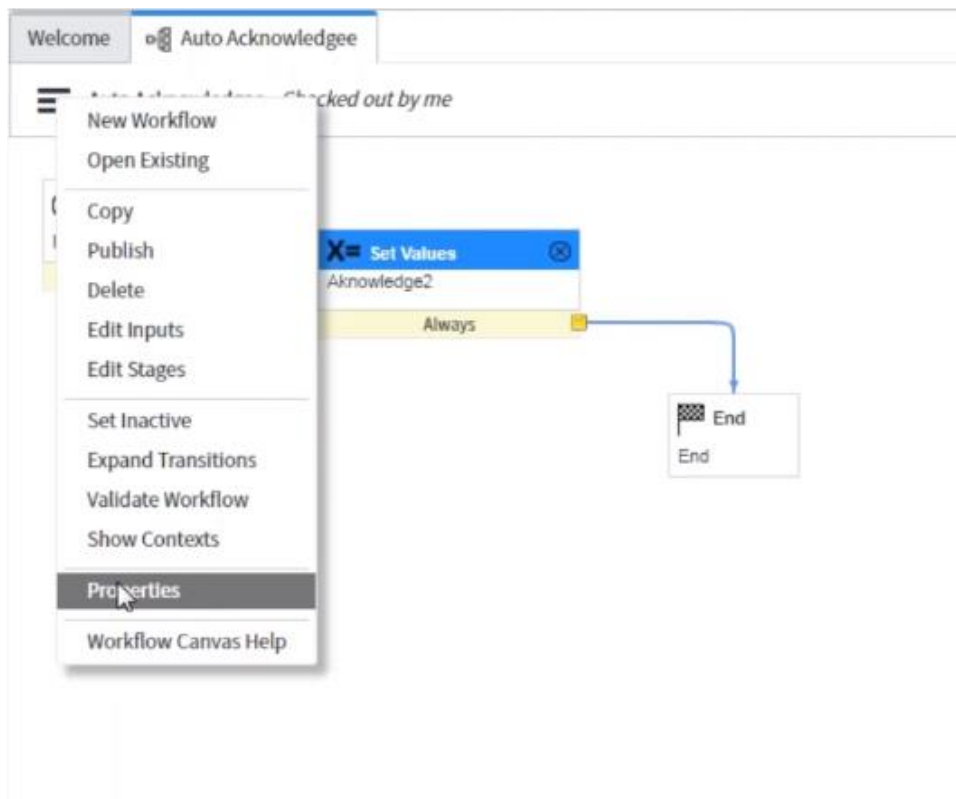 Welcome
Auto Acknowledgee
Checked out by me
New Workflow
Open Existing
Copy
Publish
Delete
Edit Inputs
Edit Stages
Set Inactive
Expand Transitions
Validate Workflow
Show Contexts
Properties
Workflow Canvas Help
X= Set Values
Aknowledge2
Always
End
End